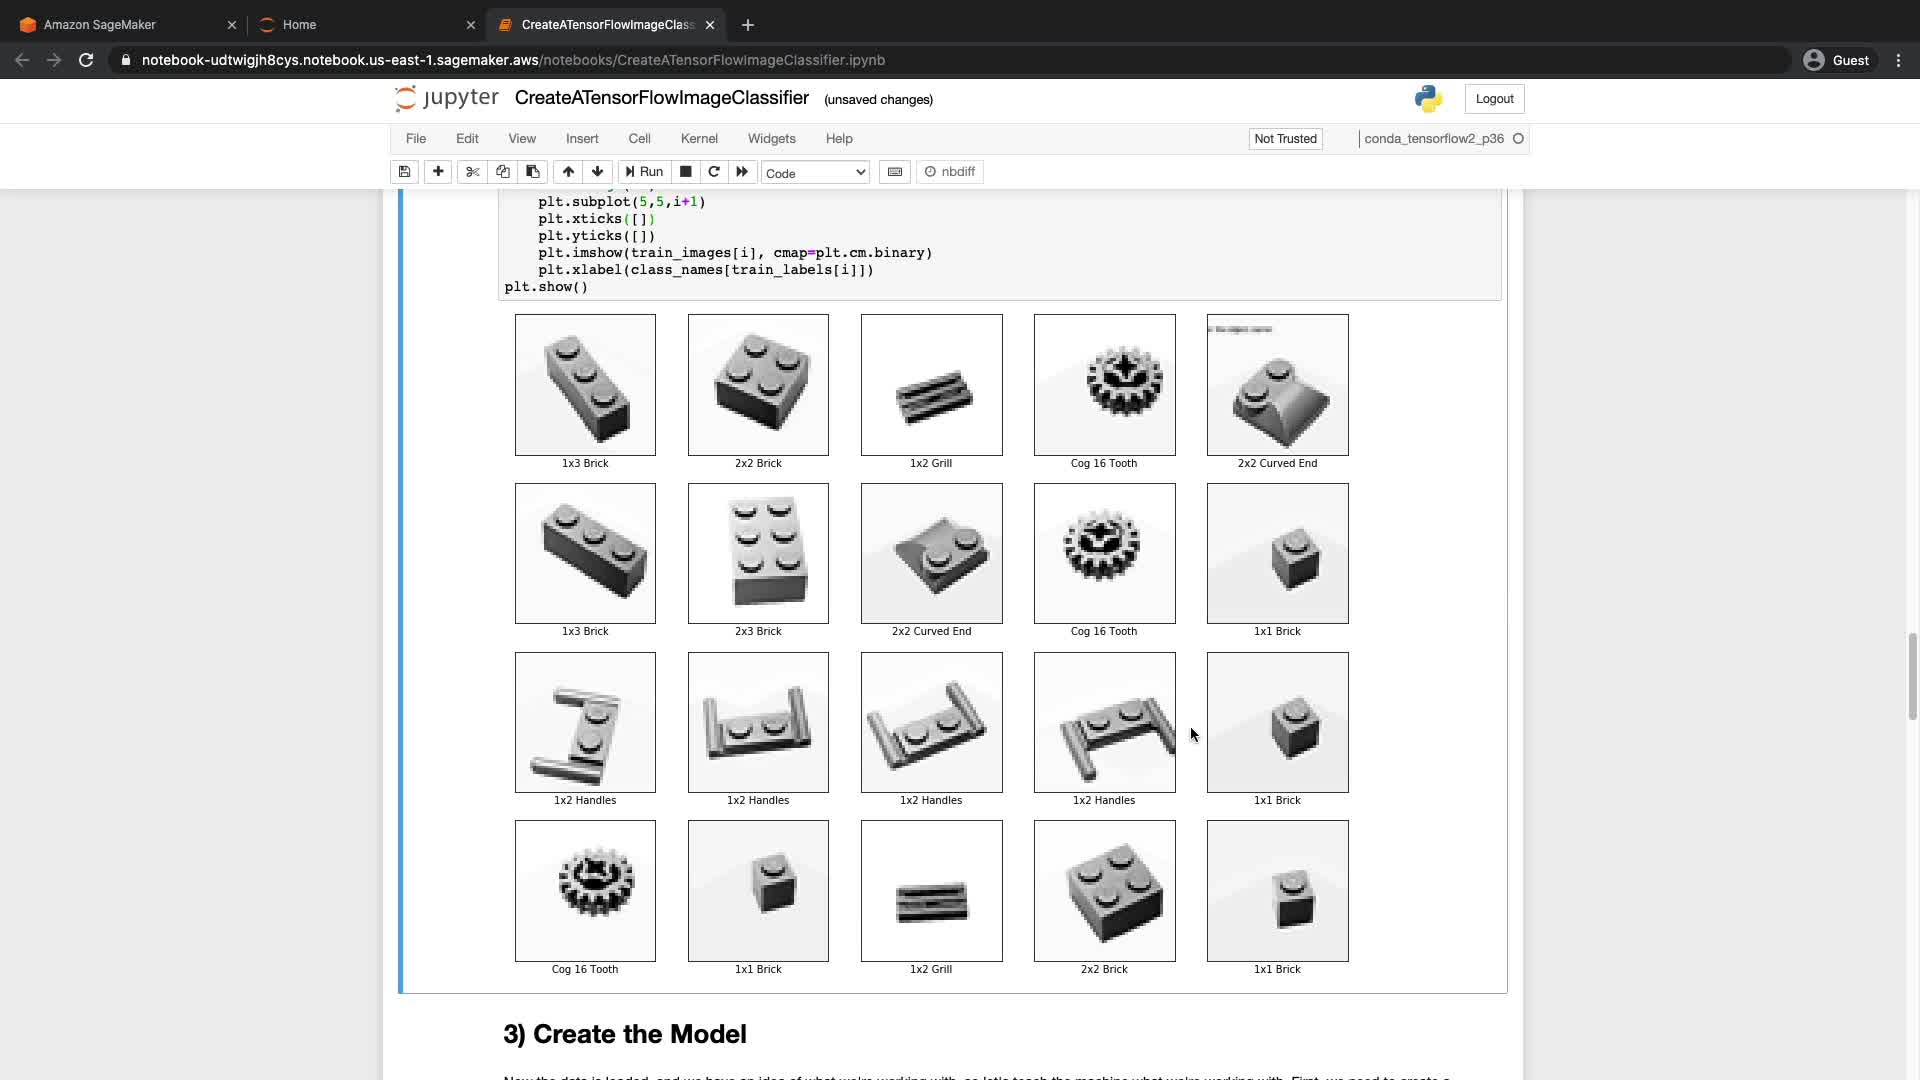 Amazon SageMaker
Home
CreateATensorFlowImageClass
notebook-udtwigjh8cys.notebook.us-east-1.sagemaker.aws/notebooks/CreateATensorFlowImageClassifier.ipynb
Guest
jupyter CreateATensorFlowImageClassifier (unsaved changes)
Logout
File Edit View Insert Cell Kernel Widgets Help
Not Trusted
conda_tensorflow2_p36
Run
Code
nbdiff
plt.subplot(5,5,i+1)
plt.xticks([])
plt.yticks([])
plt.imshow(train_images[i], cmap=plt.cm.binary)
plt.xlabel(class_names[train_labels[i]])
plt.show()
1x3 Brick 2x2 Brick 1x2 Grill Cog 16 Tooth 2x2 Curved End
1x3 Brick 2x3 Brick 2x2 Curved End Cog 16 Tooth 1x1 Brick
1x2 Handles 1x2 Handles 1x2 Handles 1x2 Handles 1x1 Brick
Cog 16 Tooth 1x1 Brick 1x2 Grill 2x2 Brick 1x1 Brick
3) Create the Model